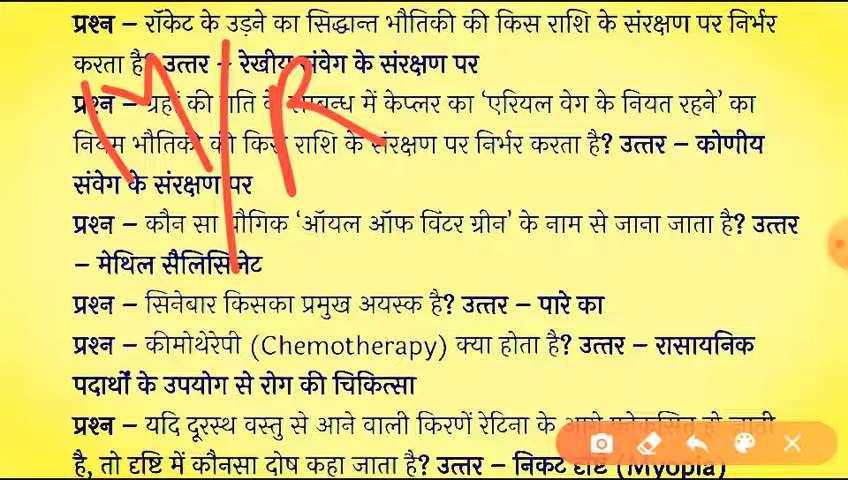 प्रश्न – रॉकेट के उड़ने का सिद्धान्त भौतिकी की किस राशि के संरक्षण पर निर्भर
करता है? उत्तर – रेखीय संवेग के संरक्षण पर
प्रश्न – ग्रहों की गति के सम्बन्ध में केप्लर का ‘एरियल वेग के नियत रहने’ का
नियम भौतिकी की किस राशि के संरक्षण पर निर्भर करता है? उत्तर – कोणीय
संवेग के संरक्षण पर
प्रश्न – कौन सा यौगिक ‘ऑयल ऑफ विंटर ग्रीन’ के नाम से जाना जाता है? उत्तर
– मेथिल सैलिसिलेट
प्रश्न – सिनेबार किसका प्रमुख अयस्क है? उत्तर – पारे का
प्रश्न – कीमोथेरेपी (Chemotherapy) क्या होता है? उत्तर – रासायनिक
पदार्थों के उपयोग से रोग की चिकित्सा
प्रश्न – यदि दूरस्थ वस्तु से आने वाली किरणें रेटिना के आगे फोकसित हो जाती
है, तो दृष्टि में कौनसा दोष कहा जाता है? उत्तर – निकट दृष्टि (Myopia)
M/R